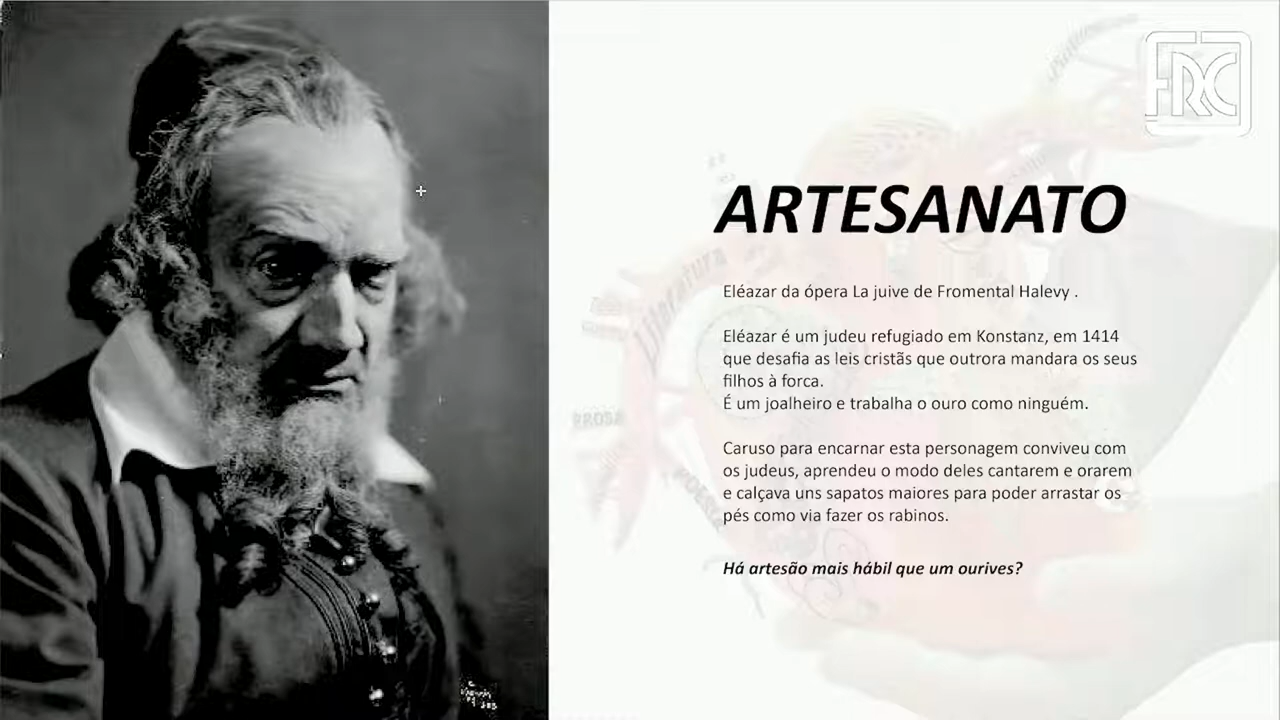 FRC
ARTESANATO
Eléazar da ópera La juive de Fromental Halevy .
Eléazar é um judeu refugiado em Konstanz, em 1414
que desafia as leis cristãs que outrora mandara os seus
filhos à forca.
É um joalheiro e trabalha o ouro como ninguém.
Caruso para encarnar esta personagem conviveu com
os judeus, aprendeu o modo deles cantarem e orarem
e calçava uns sapatos maiores para poder arrastar os
pés como via fazer os rabinos.
Há artesão mais hábil que um ourives?
Literatura
PROSA